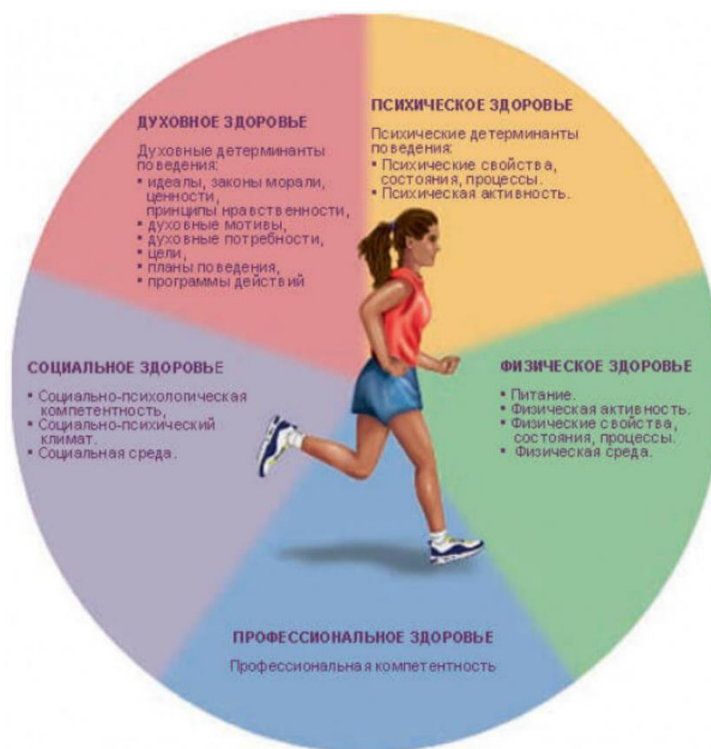 ДУХОВНОЕ ЗДОРОВЬЕ
Духовные детерминанты
поведения:
▪ идеалы, законы морали,
ценности,
принципы нравственности,
▪ духовные мотивы,
▪ духовные потребности,
▪ цели,
▪ планы поведения,
▪ программы действий
ПСИХИЧЕСКОЕ ЗДОРОВЬЕ
Психические детерминанты
поведения:
▪ Психические свойства,
состояния, процессы.
▪ Психическая активность.
СОЦИАЛЬНОЕ ЗДОРОВЬЕ
▪ Социально-психологическая
компетентность,
▪ Социально-психический
климат.
▪ Социальная среда.
ФИЗИЧЕСКОЕ ЗДОРОВЬЕ
▪ Питание.
▪ Физическая активность.
▪ Физические свойства,
состояния, процессы.
▪ Физическая среда.
ПРОФЕССИОНАЛЬНОЕ ЗДОРОВЬЕ
Профессиональная компетентность